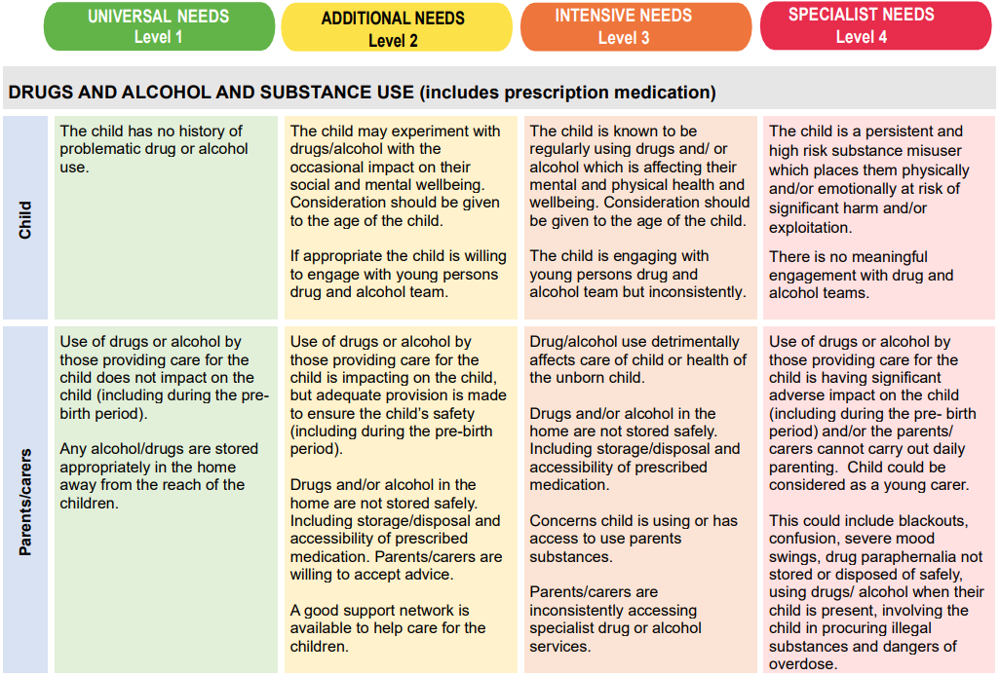 UNIVERSAL NEEDS
Level 1
ADDITIONAL NEEDS
Level 2
INTENSIVE NEEDS
Level 3
SPECIALIST NEEDS
Level 4
DRUGS AND ALCOHOL AND SUBSTANCE USE (includes prescription medication)
Child
The child has no history of
problematic drug or alcohol
use.
The child may experiment with
drugs/alcohol with the
occasional impact on their
social and mental wellbeing.
Consideration should be given
to the age of the child.
If appropriate the child is willing
to engage with young persons
drug and alcohol team.
The child is known to be
regularly using drugs and/ or
alcohol which is affecting their
mental and physical health and
wellbeing. Consideration should
be given to the age of the child.
The child is engaging with
young persons drug and
alcohol team but inconsistently.
The child is a persistent and
high risk substance misuser
which places them physically
and/or emotionally at risk of
significant harm and/or
exploitation.
There is no meaningful
engagement with drug and
alcohol teams.
Parents/carers
Use of drugs or alcohol by
those providing care for the
child does not impact on the
child (including during the pre-
birth period).
Any alcohol/drugs are stored
appropriately in the home
away from the reach of the
children.
Use of drugs or alcohol by
those providing care for the
child is impacting on the child,
but adequate provision is made
to ensure the child's safety
(including during the pre-birth
period).
Drugs and/or alcohol in the
home are not stored safely.
Including storage/disposal and
accessibility of prescribed
medication. Parents/carers are
willing to accept advice.
A good support network is
available to help care for the
children.
Drug/alcohol use detrimentally
affects care of child or health of
the unborn child.
Drugs and/or alcohol in the
home are not stored safely.
Including storage/disposal and
accessibility of prescribed
medication.
Concerns child is using or has
access to use parents
substances.
Parents/carers are
inconsistently accessing
specialist drug or alcohol
services.
Use of drugs or alcohol by
those providing care for the
child is having significant
adverse impact on the child
(including during the pre- birth
period) and/or the parents/
carers cannot carry out daily
parenting.  Child could be
considered as a young carer.
This could include blackouts,
confusion, severe mood
swings, drug paraphernalia not
stored or disposed of safely,
using drugs/ alcohol when their
child is present, involving the
child in procuring illegal
substances and dangers of
overdose.